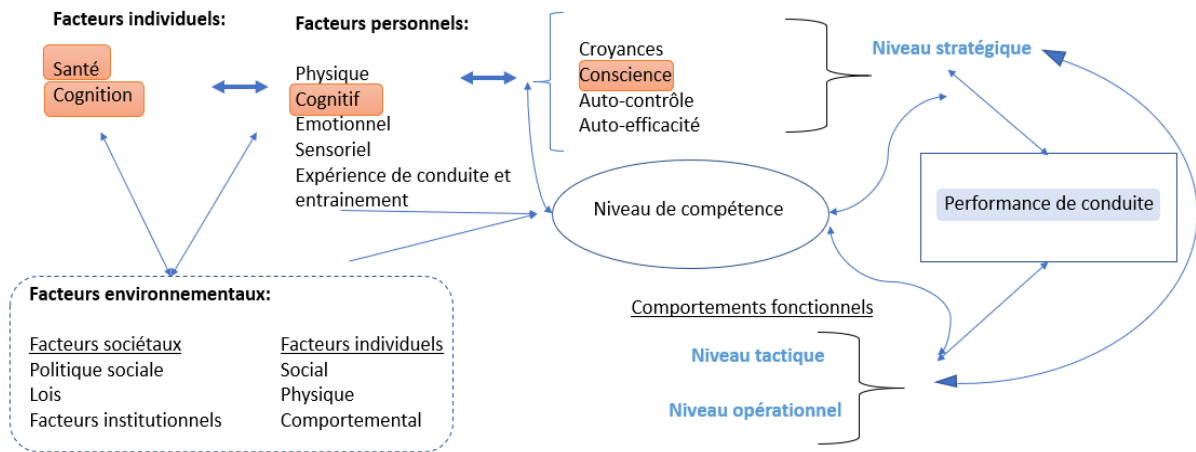 Facteurs individuels:
Santé
Cognition
Facteurs personnels:
Physique
Cognitif
Emotionnel
Sensoriel
Expérience de conduite et
entrainement
Croyances
Conscience
Auto-contrôle
Auto-efficacité
Niveau stratégique
Niveau de compétence
Performance de conduite
Facteurs environnementaux:
Facteurs sociétaux
Politique sociale
Lois
Facteurs institutionnels
Facteurs individuels
Social
Physique
Comportemental
Comportements fonctionnels
Niveau tactique
Niveau opérationnel